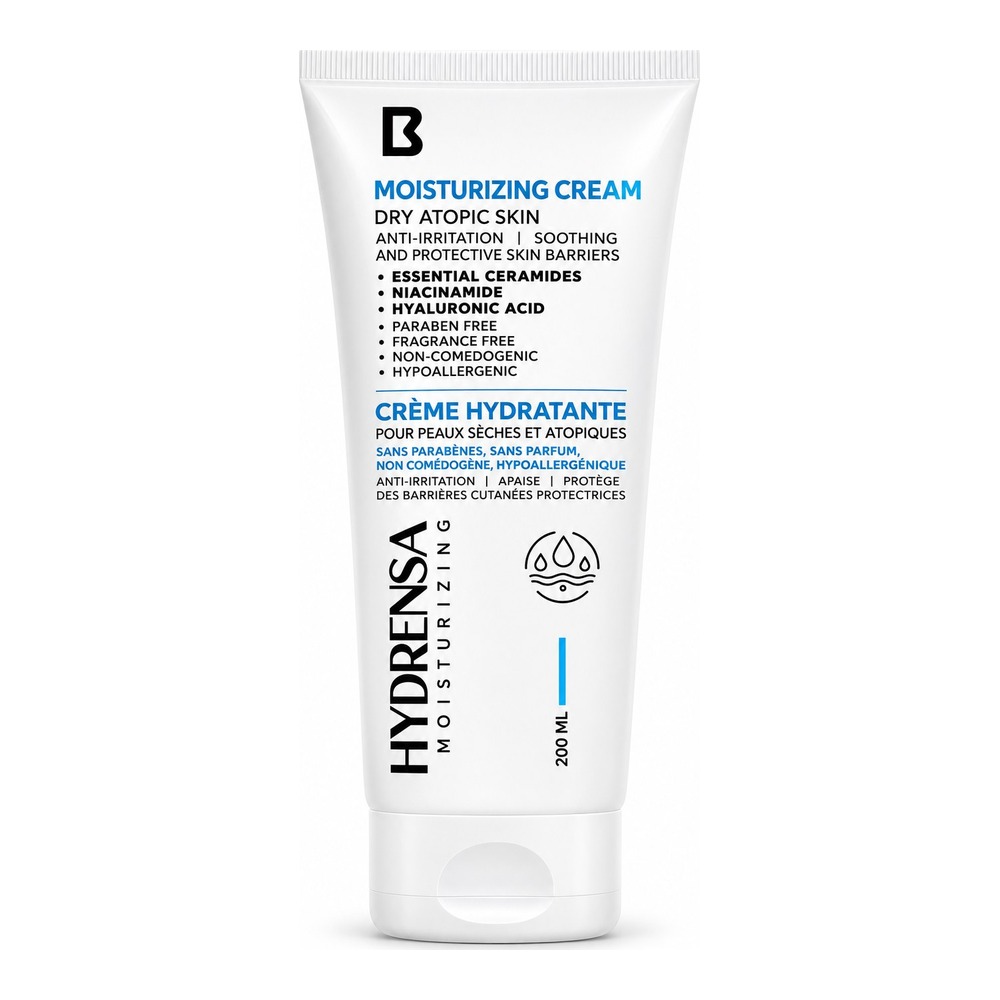 B
MOISTURIZING CREAM
DRY ATOPIC SKIN
ANTI-IRRITATION | SOOTHING
AND PROTECTIVE SKIN BARRIERS
• ESSENTIAL CERAMIDES
• NIACINAMIDE
• HYALURONIC ACID
• PARABEN FREE
• FRAGRANCE FREE
• NON-COMEDOGENIC
• HYPOALLERGENIC
CRÈME HYDRATANTE
POUR PEAUX SÈCHES ET ATOPIQUES
SANS PARABÈNES, SANS PARFUM,
NON COMÉDOGÈNE, HYPOALLERGÉNIQUE
ANTI-IRRITATION | APAISE | PROTÈGE
DES BARRIÈRES CUTANÉES PROTECTRICES
HYDRENSA
MOISTURIZING
200 ML